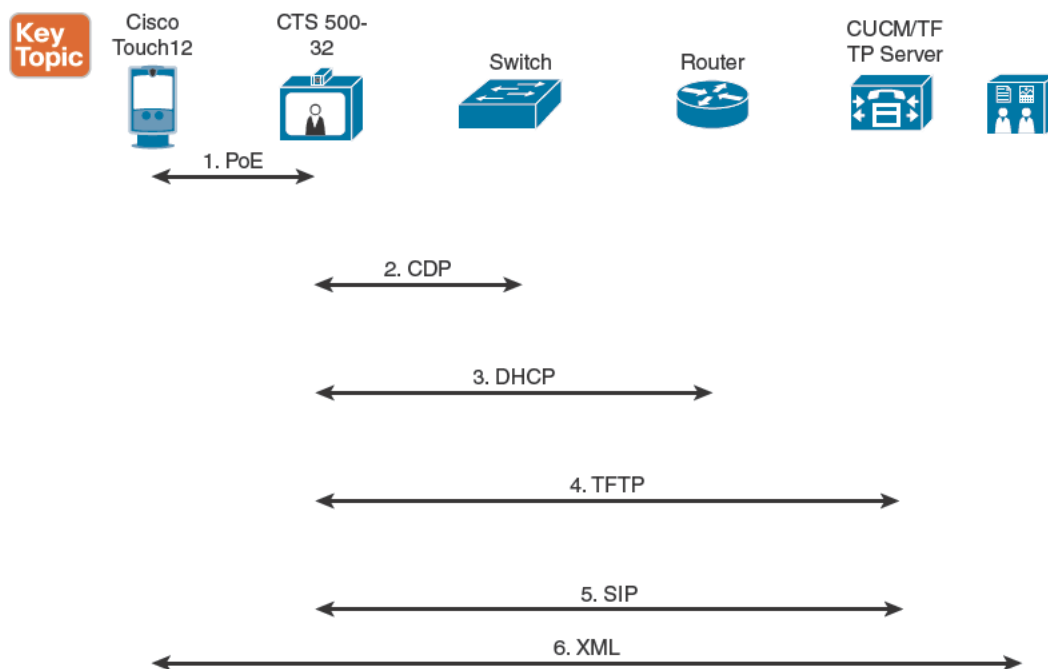 Key
Topic
Cisco
Touch12
CTS 500-
32
Switch
Router
CUCM/TF
TP Server
1. PoE
2. CDP
3. DHCP
4. TFTP
5. SIP
6. XML